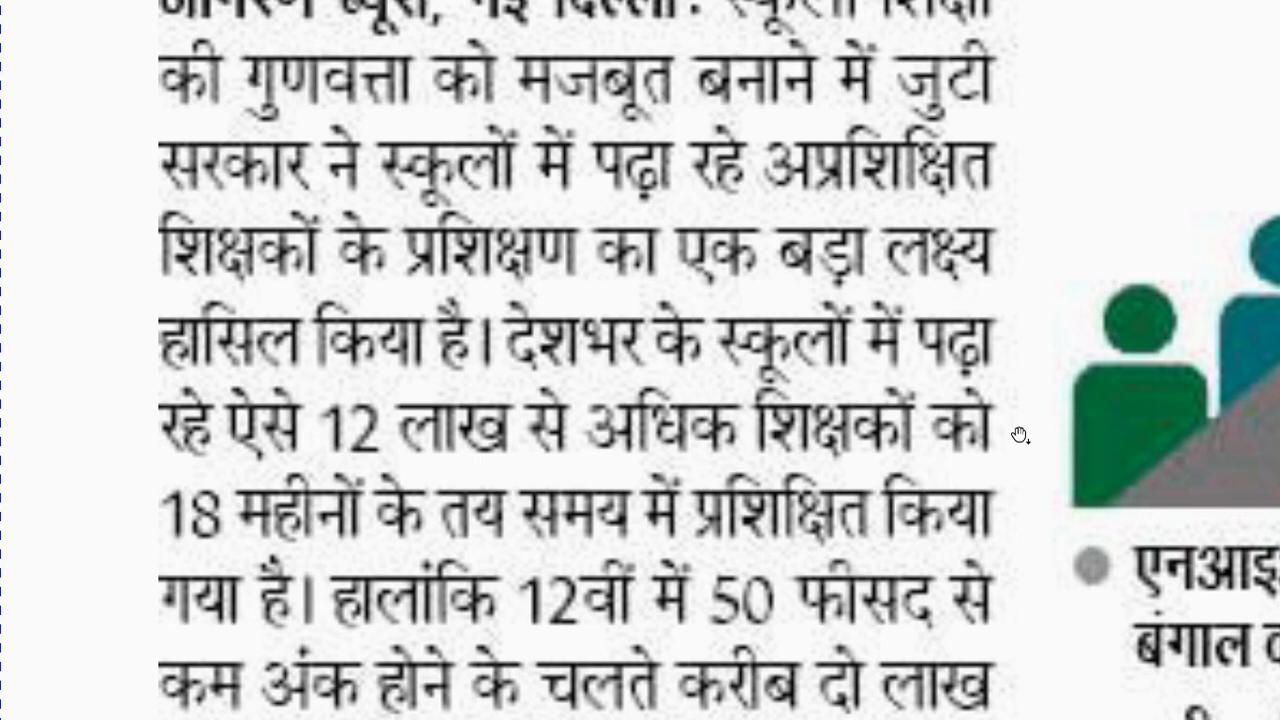 की गुणवत्ता को मजबूत बनाने में जुटी
सरकार ने स्कूलों में पढ़ा रहे अप्रशिक्षित
शिक्षकों के प्रशिक्षण का एक बड़ा लक्ष्य
हासिल किया है। देशभर के स्कूलों में पढ़ा
रहे ऐसे 12 लाख से अधिक शिक्षकों को
18 महीनों के तय समय में प्रशिक्षित किया
गया है। हालांकि 12वीं में 50 फीसद से
कम अंक होने के चलते करीब दो लाख
एनआइ
बंगाल